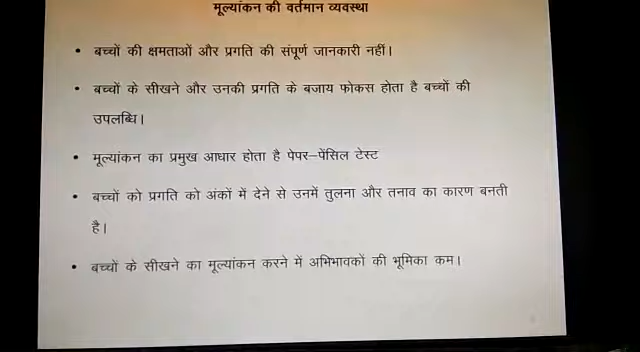 मूल्यांकन की वर्तमान व्यवस्था
• बच्चों की क्षमताओं और प्रगति की संपूर्ण जानकारी नहीं।
• बच्चों के सीखने और उनकी प्रगति के बजाय फोकस होता है बच्चों की
उपलब्धि।
• मूल्यांकन का प्रमुख आधार होता है पेपर–पेंसिल टेस्ट
• बच्चों को प्रगति को अंकों में देने से उनमें तुलना और तनाव का कारण बनती
है।
• बच्चों के सीखने का मूल्यांकन करने में अभिभावकों की भूमिका कम।